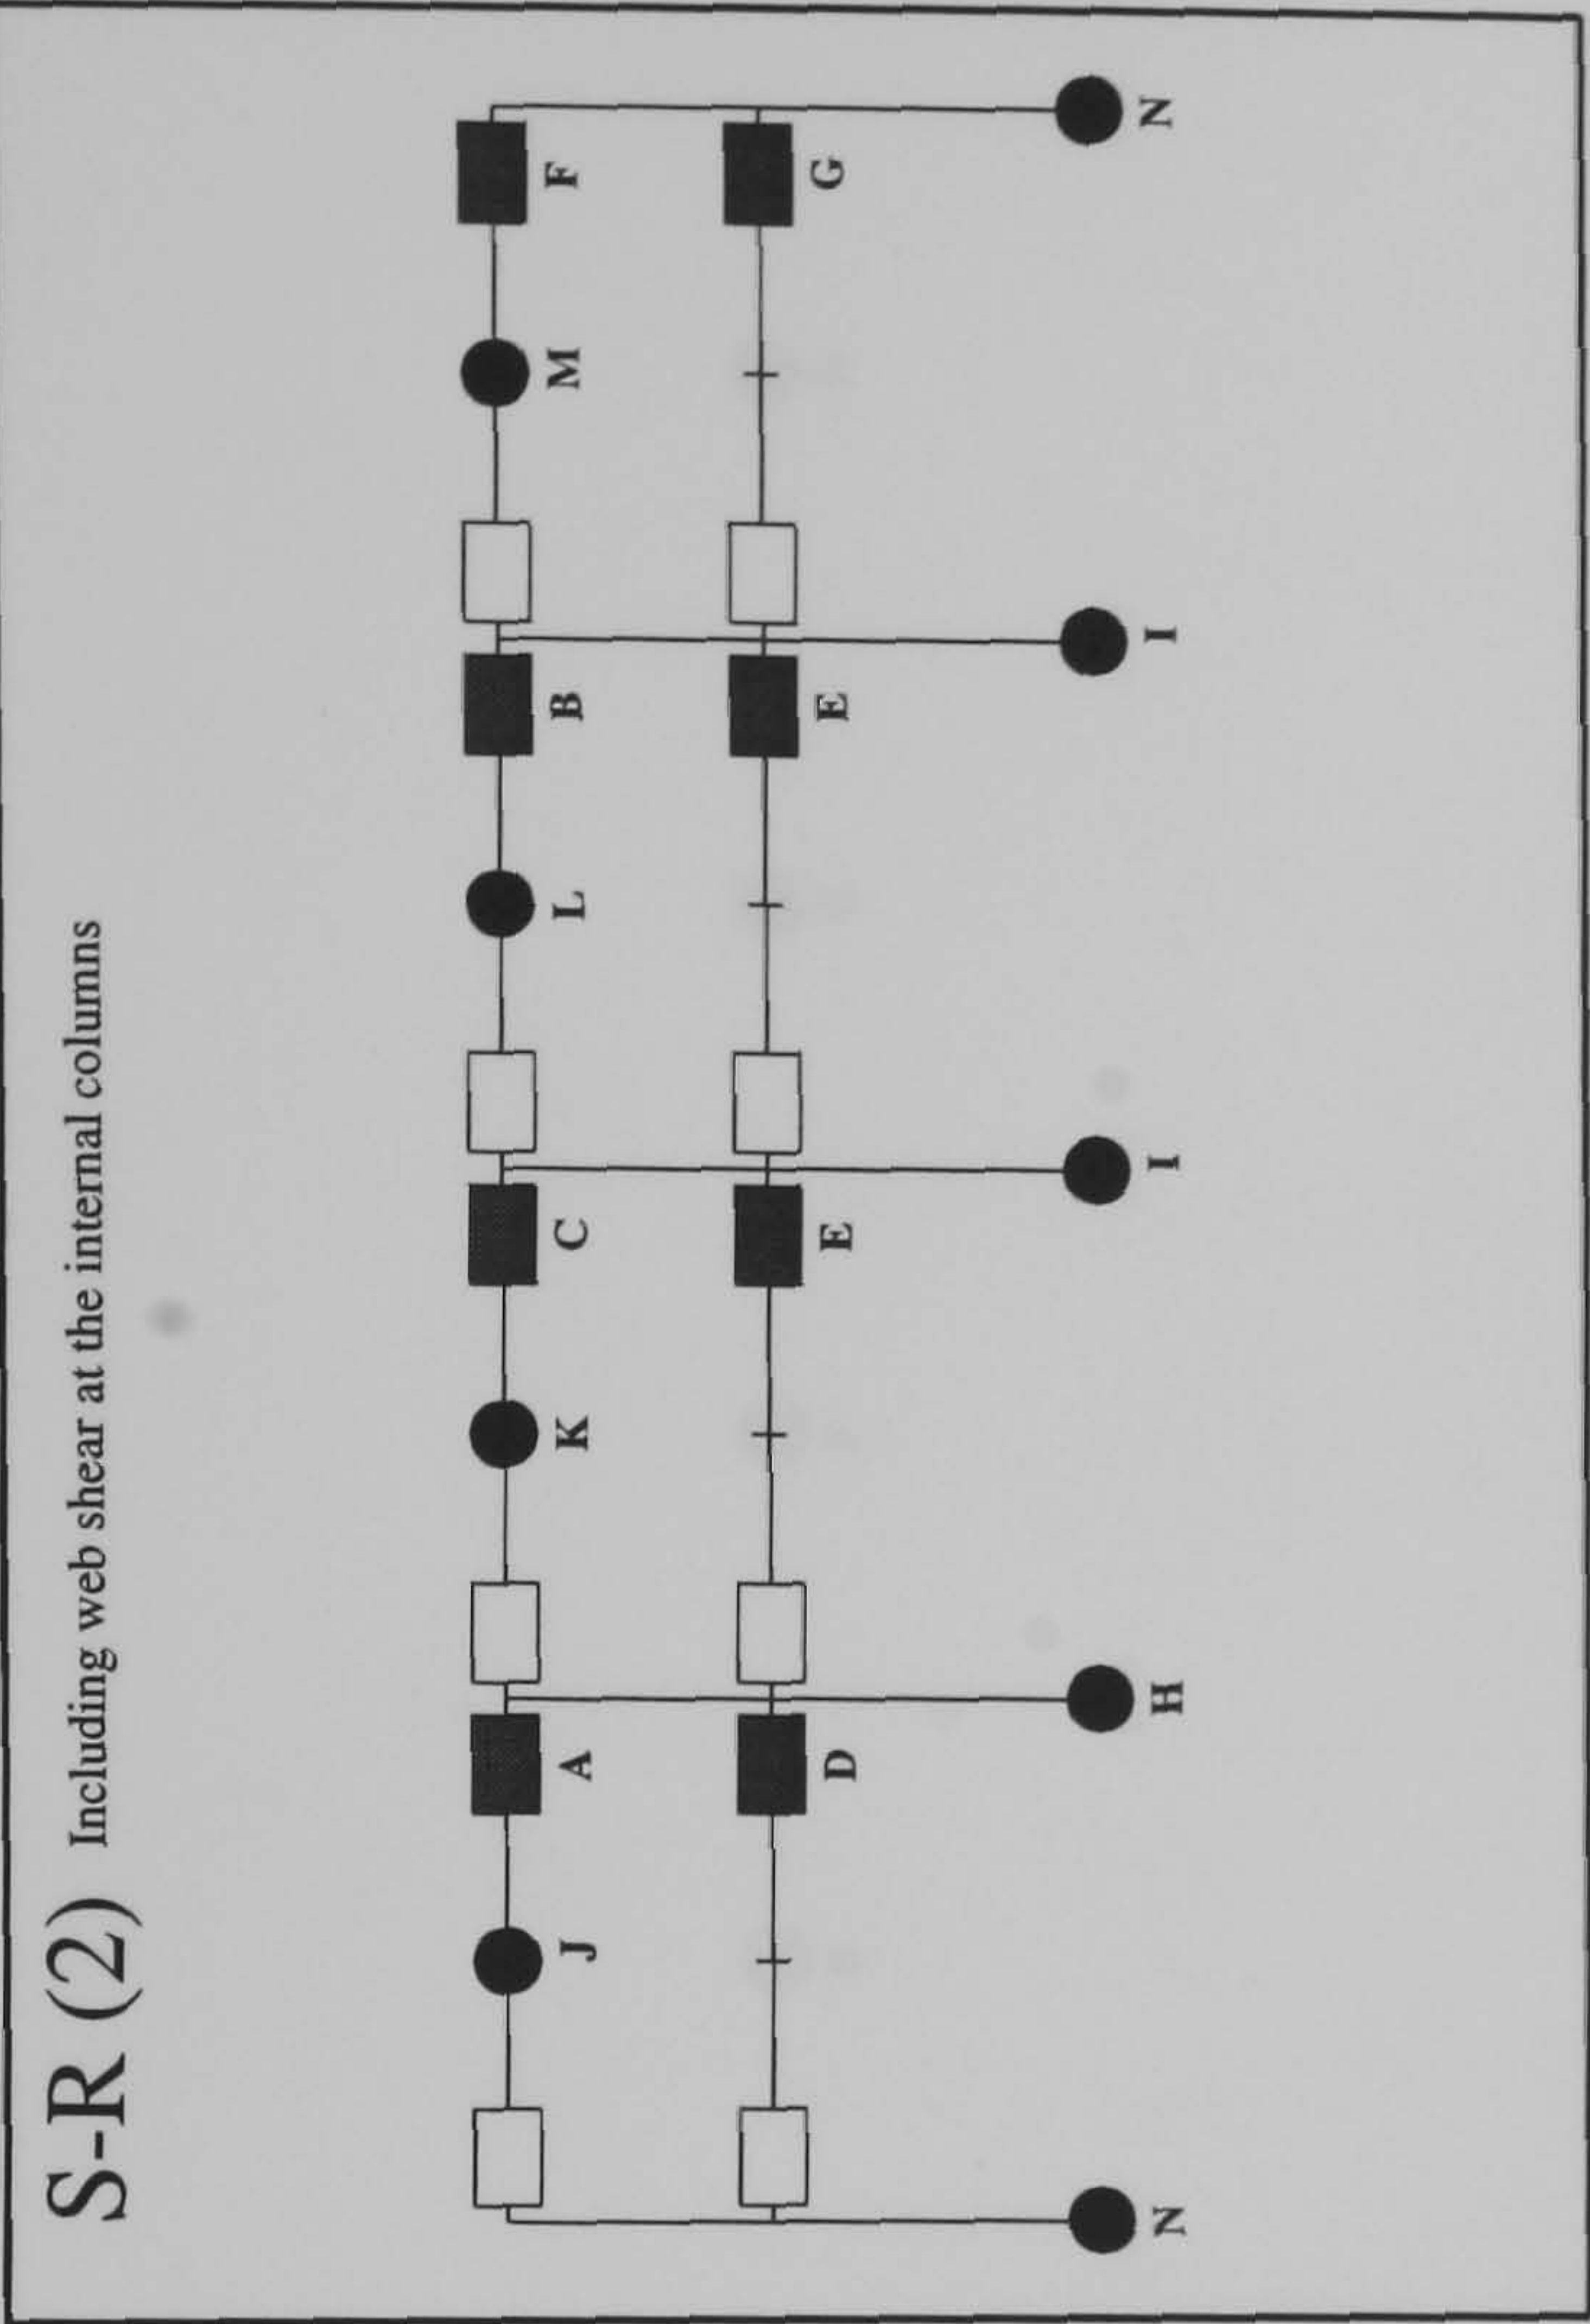 S-R (2) Including web shear at the internal columns
J A K C L B M F
D E E G
N H I I N